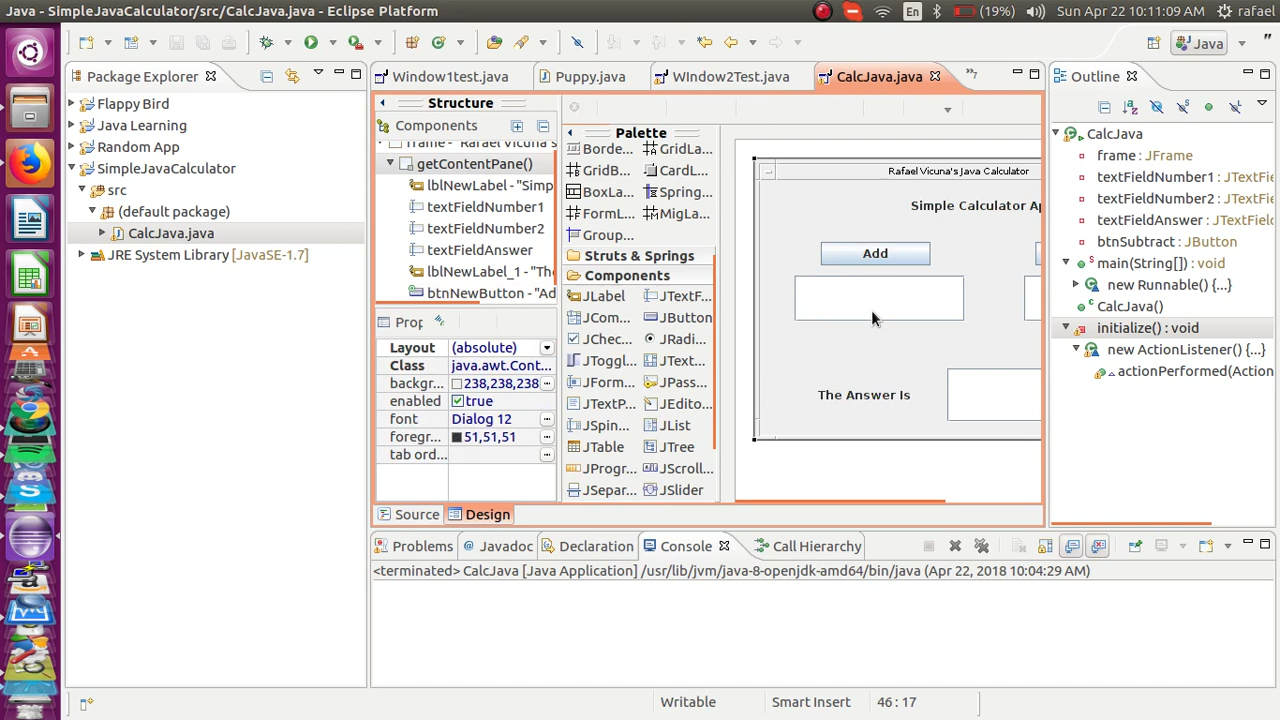 Java - SimpleJavaCalculator/src/CalcJava.java - Eclipse Platform
En (19%) Sun Apr 22 10:11:09 AM rafael
Java
Package Explorer
Flappy Bird
Java Learning
Random App
SimpleJavaCalculator
src
(default package)
CalcJava.java
JRE System Library [JavaSE-1.7]
Window1test.java Puppy.java WIndow2Test.java CalcJava.java »7
Structure
Components
frame - "Rafael Vicuna's
getContentPane()
lblNewLabel - "Simp
textFieldNumber1
textFieldNumber2
textFieldAnswer
lblNewLabel_1 - "The
btnNewButton - "Ad
Prop
Layout (absolute)
Class java.awt.Cont...
backgr... 238,238,238
enabled true
font Dialog 12
foregr... 51,51,51
tab ord...
Palette
Borde... GridLa...
GridB... CardL...
BoxLa... Spring...
FormL... MigLa...
Group...
Struts & Springs
Components
JLabel JTextF...
JCom... JButton
JChec... JRadi...
JToggl... JText...
JForm... JPass...
JTextP... JEdito...
JSpin... JList
JTable JTree
JProgr... JScroll...
JSepar... JSlider
Rafael Vicuna's Java Calculator
Simple Calculator Ap
Add
The Answer Is
Source Design
Outline
CalcJava
frame: JFrame
textFieldNumber1: JTextFie
textFieldNumber2: JTextFie
textFieldAnswer: JTextField
btnSubtract: JButton
main(String[]) : void
new Runnable() {...}
CalcJava()
initialize() : void
new ActionListener() {...}
actionPerformed(Action
Problems @ Javadoc Declaration Console Call Hierarchy
<terminated> CalcJava [Java Application] /usr/lib/jvm/java-8-openjdk-amd64/bin/java (Apr 22, 2018 10:04:29 AM)
Writable Smart Insert 46 : 17